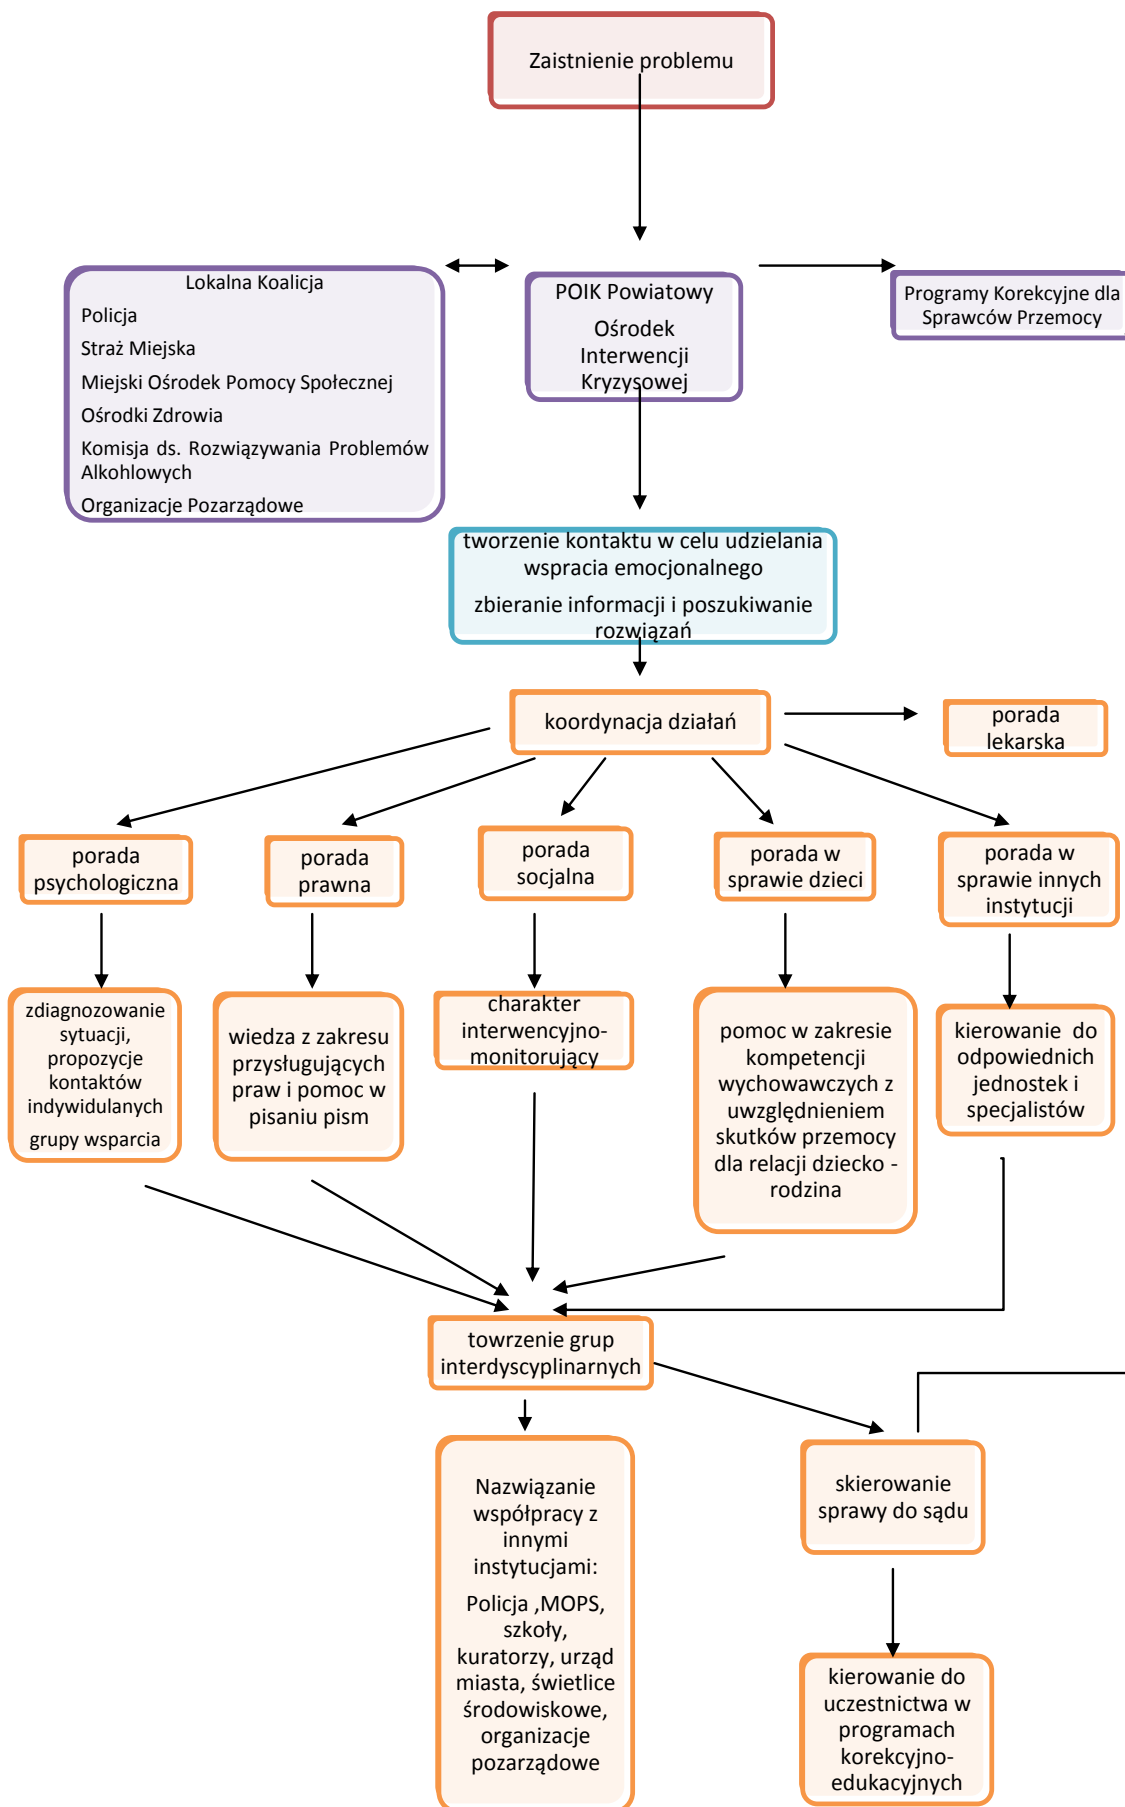 Zaistnienie problemu
Lokalna Koalicja
Policja
Straż Miejska
Miejski Ośrodek Pomocy Społecznej
Ośrodki Zdrowia
Komisja ds. Rozwiązywania Problemów
Alkohlowych
Organizacje Pozarządowe
POIK Powiatowy
Ośrodek
Interwencji
Kryzysowej
Programy Korekcyjne dla
Sprawców Przemocy
tworzenie kontaktu w celu udzielania
wspracia emocjonalnego
zbieranie informacji i poszukiwanie
rozwiązań
koordynacja działań
porada
lekarska
porada
psychologiczna
porada
prawna
porada
socjalna
porada w
sprawie dzieci
porada w
sprawie innych
instytucji
zdiagnozowanie
sytuacji,
propozycje
kontaktów
indywidulanych
grupy wsparcia
wiedza z zakresu
przysługujących
praw i pomoc w
pisaniu pism
charakter
interwencyjno-
monitorujący
pomoc w zakresie
kompetencji
wychowawczych z
uwzględnieniem
skutków przemocy
dla relacji dziecko -
rodzina
kierowanie do
odpowiednich
jednostek i
specjalistów
towrzenie grup
interdyscyplinarnych
Nazwiązanie
współpracy z
innymi
instytucjami:
Policja ,MOPS,
szkoły,
kuratorzy, urząd
miasta, świetlice
środowiskowe,
organizacje
pozarządowe
skierowanie
sprawy do sądu
kierowanie do
uczestnictwa w
programach
korekcyjno-
edukacyjnych